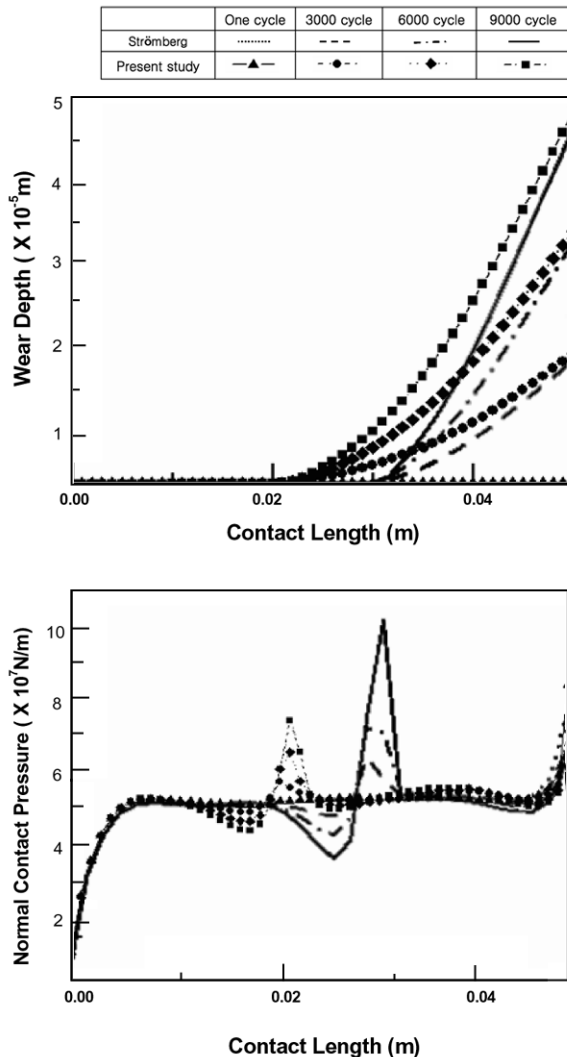 One cycle 3000 cycle 6000 cycle 9000 cycle
Strömberg
Present study
5
4
3
2
1
Wear Depth ( X 10⁻⁵m)
0.00 0.02 0.04
Contact Length (m)
10
8
6
4
2
Normal Contact Pressure ( X 10⁷N/m)
0.00 0.02 0.04
Contact Length (m)